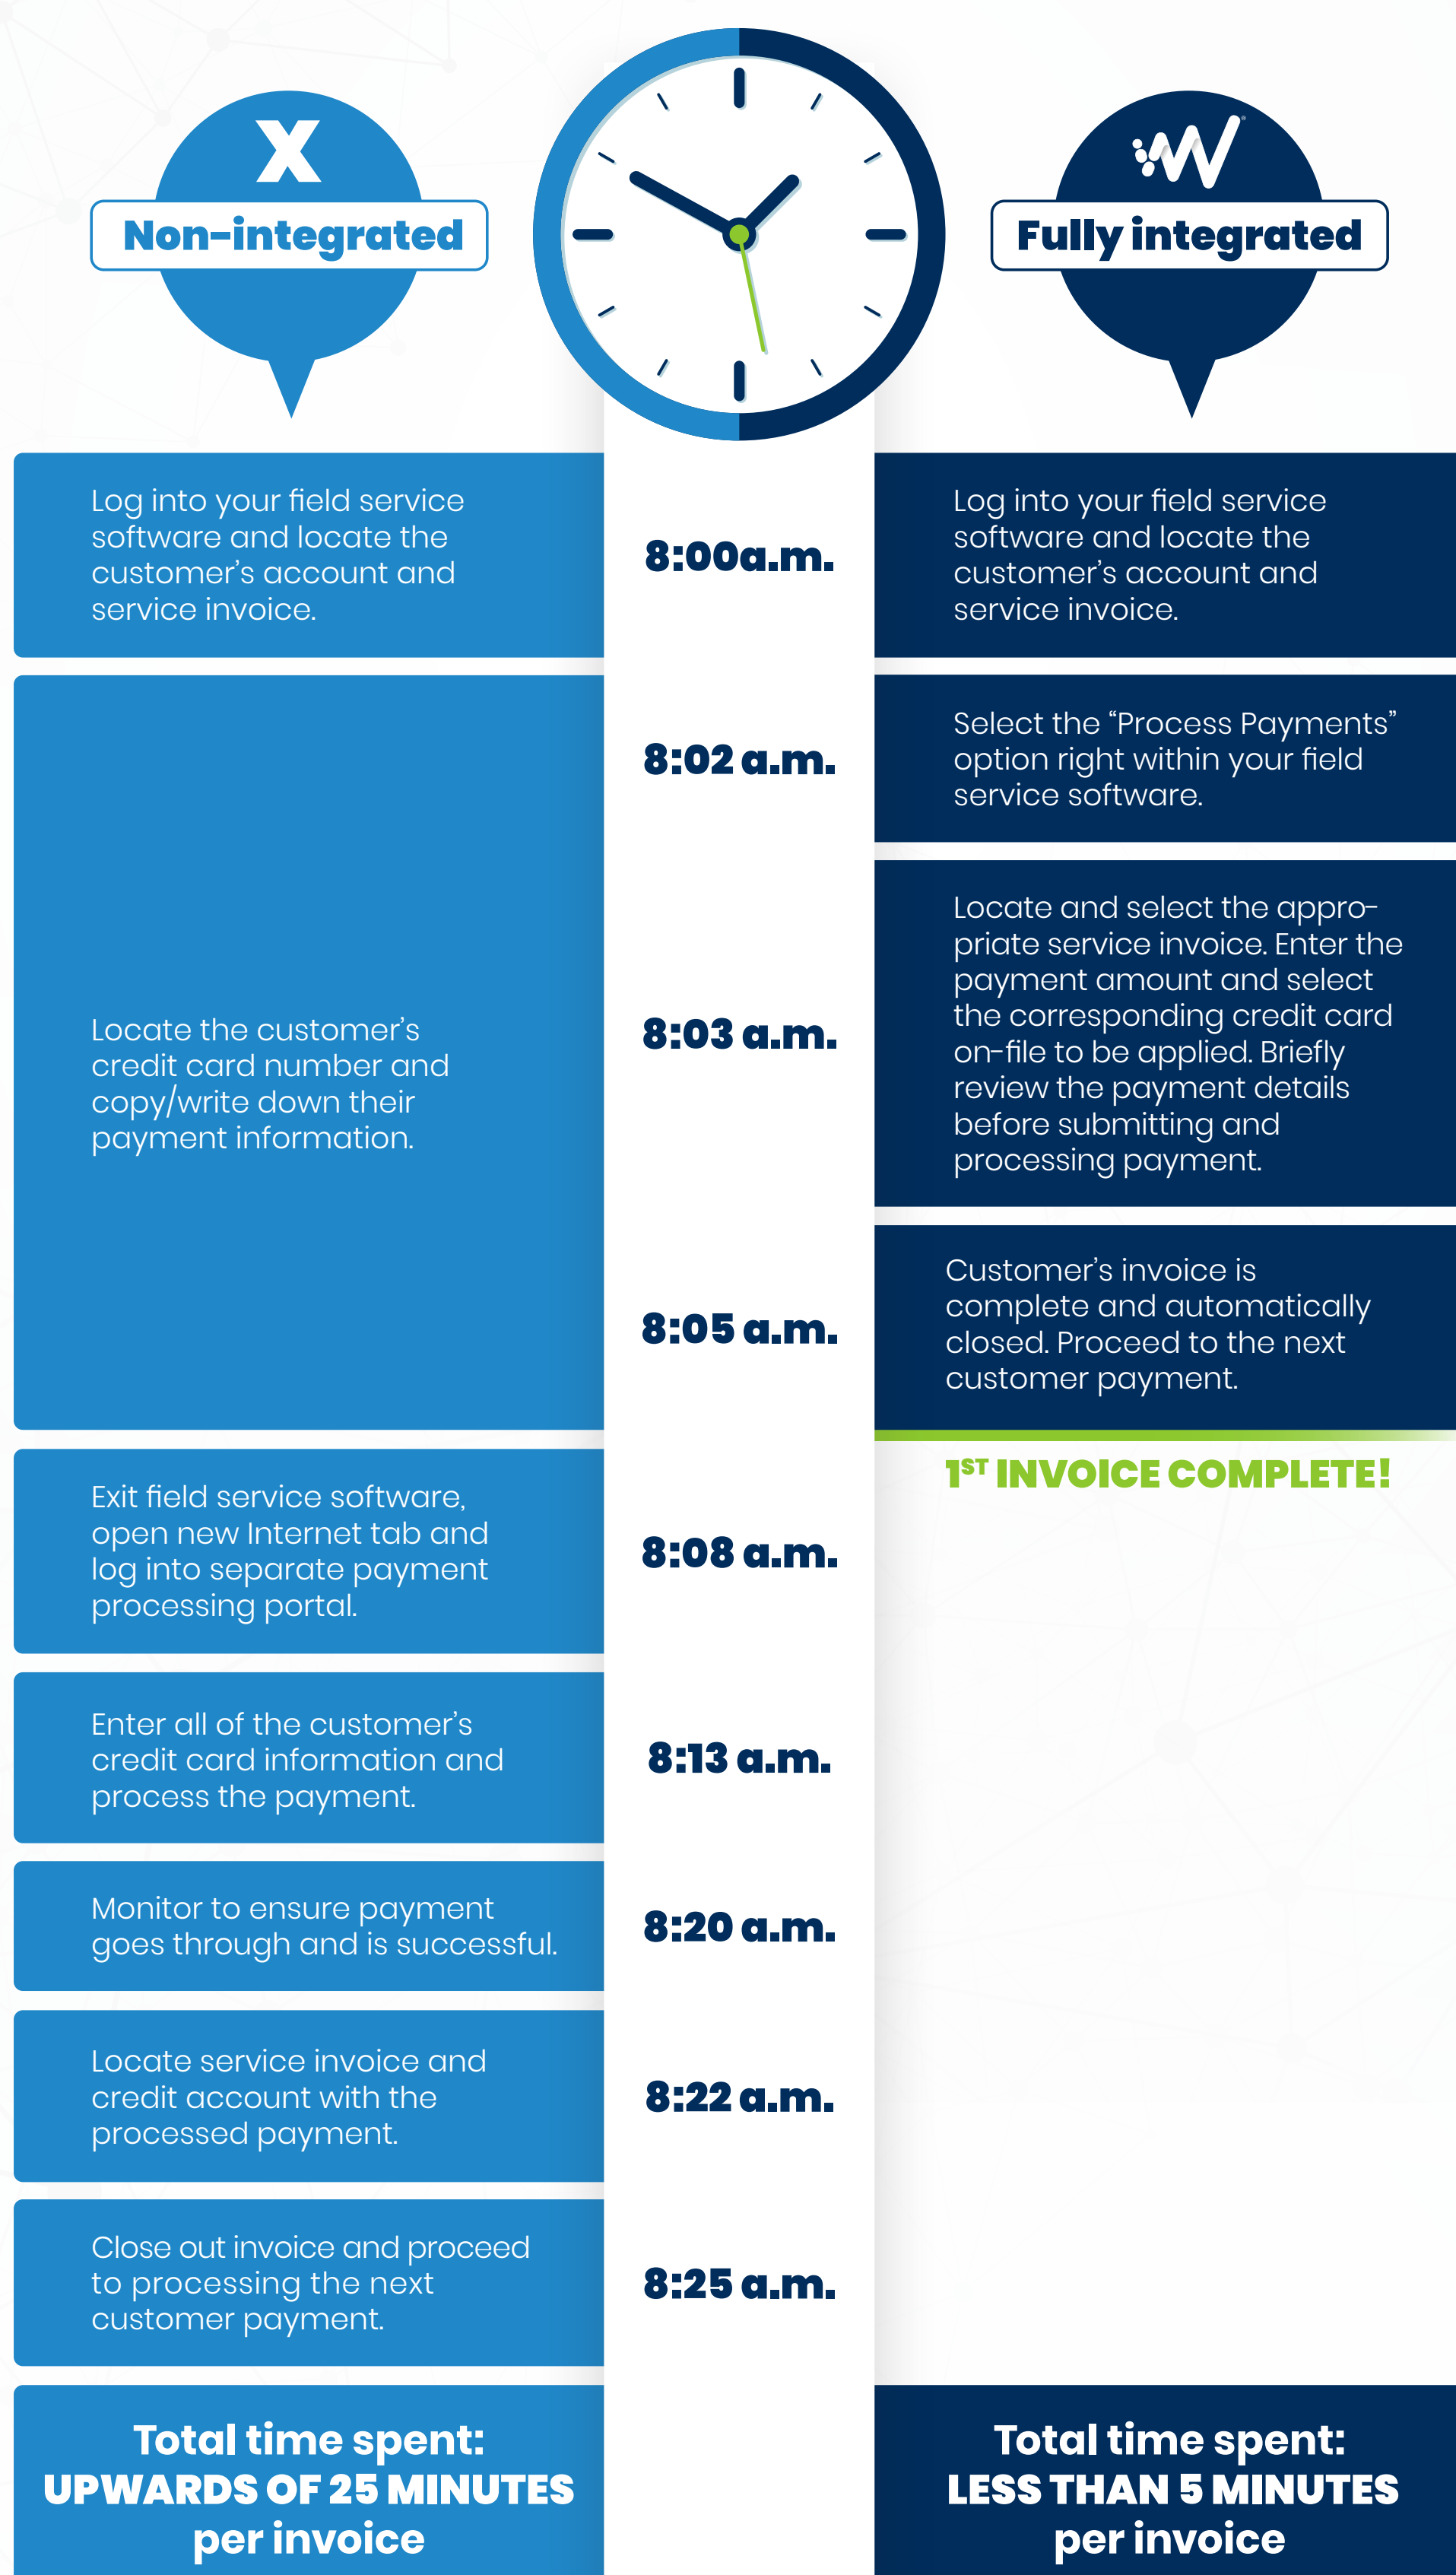 X
Non-integrated
W
Fully integrated
Log into your field service
software and locate the
customer’s account and
service invoice.
8:00a.m.
Log into your field service
software and locate the
customer’s account and
service invoice.
8:02 a.m.
Select the “Process Payments”
option right within your field
service software.
Locate the customer’s
credit card number and
copy/write down their
payment information.
8:03 a.m.
Locate and select the appro-
priate service invoice. Enter the
payment amount and select
the corresponding credit card
on-file to be applied. Briefly
review the payment details
before submitting and
processing payment.
8:05 a.m.
Customer’s invoice is
complete and automatically
closed. Proceed to the next
customer payment.
1ST INVOICE COMPLETE!
Exit field service software,
open new Internet tab and
log into separate payment
processing portal.
8:08 a.m.
Enter all of the customer’s
credit card information and
process the payment.
8:13 a.m.
Monitor to ensure payment
goes through and is successful.
8:20 a.m.
Locate service invoice and
credit account with the
processed payment.
8:22 a.m.
Close out invoice and proceed
to processing the next
customer payment.
8:25 a.m.
Total time spent:
UPWARDS OF 25 MINUTES
per invoice
Total time spent:
LESS THAN 5 MINUTES
per invoice